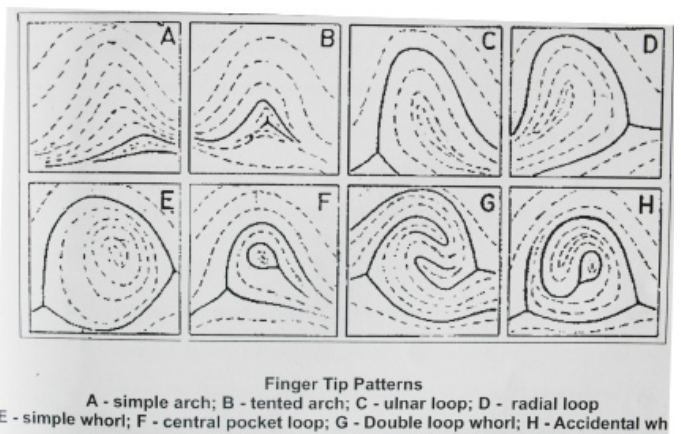 A B C D
E F G H
Finger Tip Patterns
A - simple arch; B - tented arch; C - ulnar loop; D - radial loop
E - simple whorl; F - central pocket loop; G - Double loop whorl; H - Accidental wh